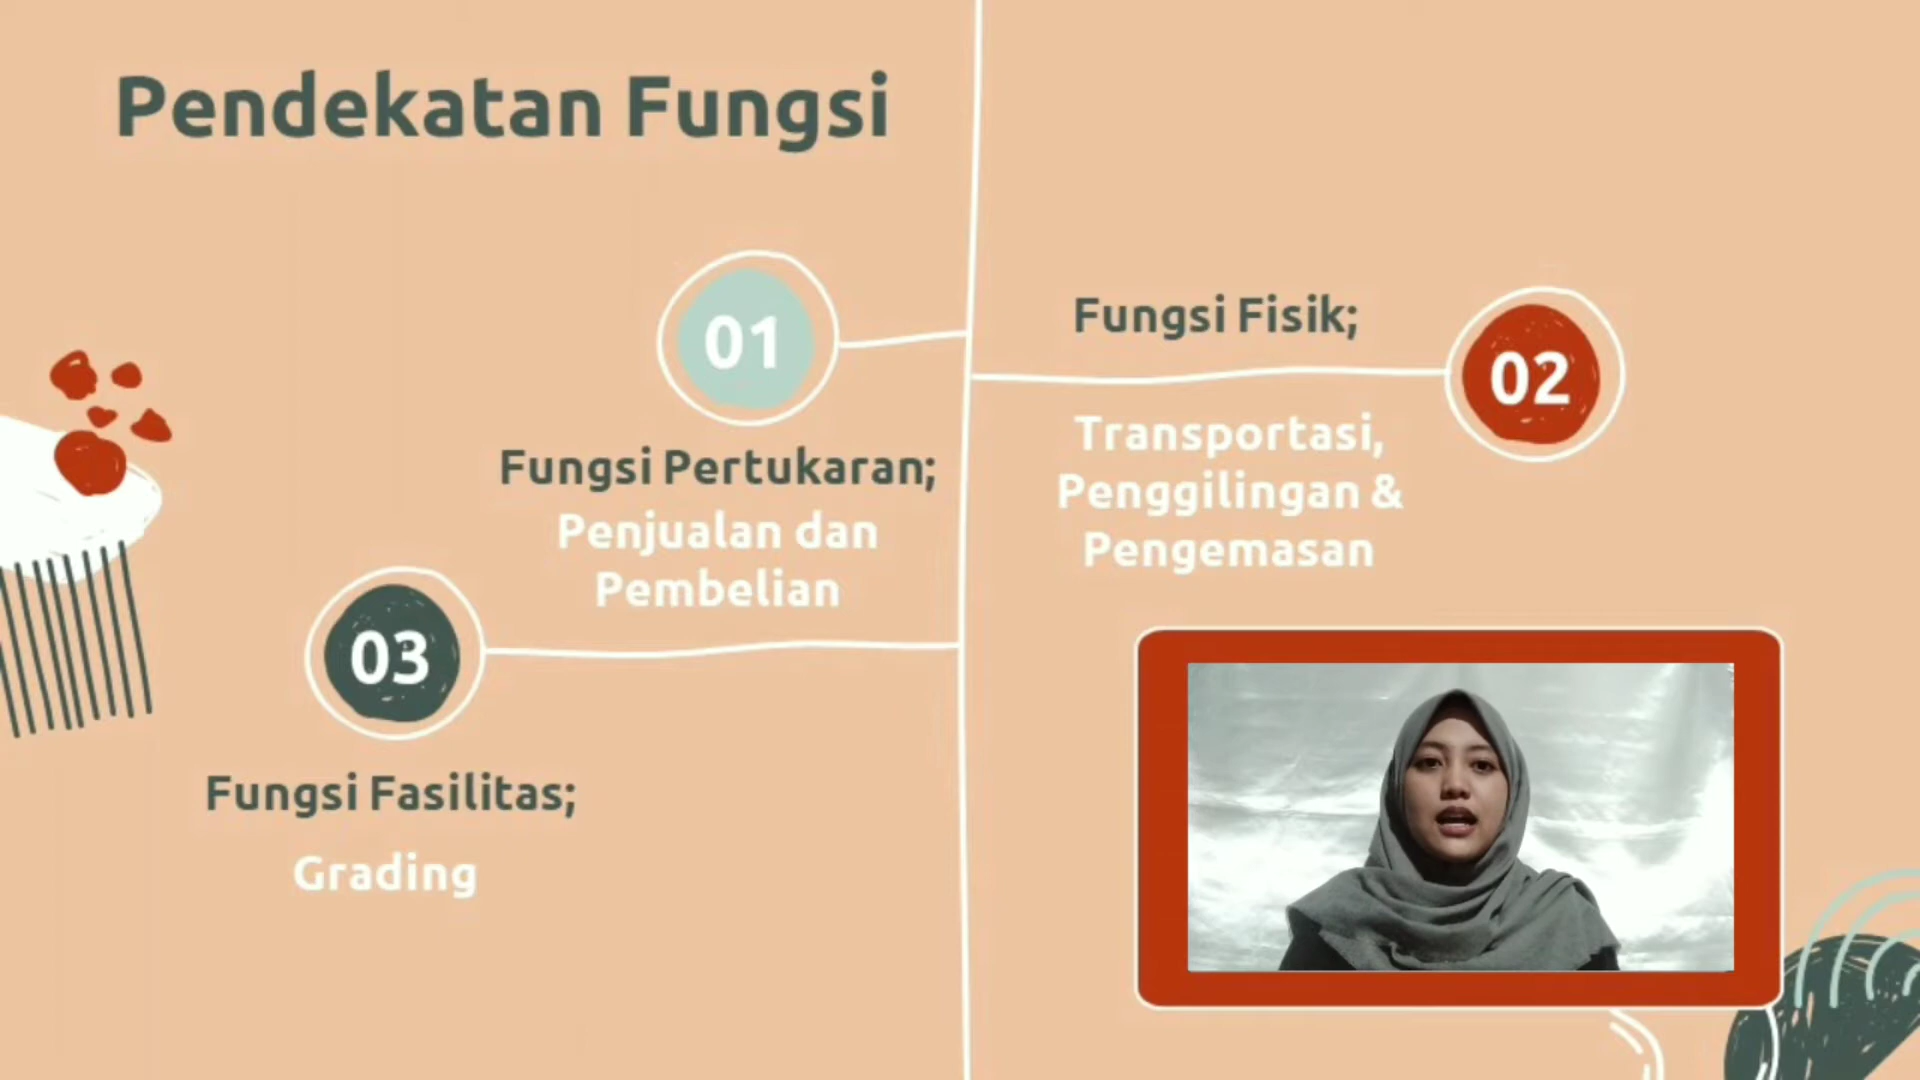 Pendekatan Fungsi
01
Fungsi Pertukaran;
Penjualan dan
Pembelian
Fungsi Fisik;
02
Transportasi,
Penggilingan &
Pengemasan
03
Fungsi Fasilitas;
Grading